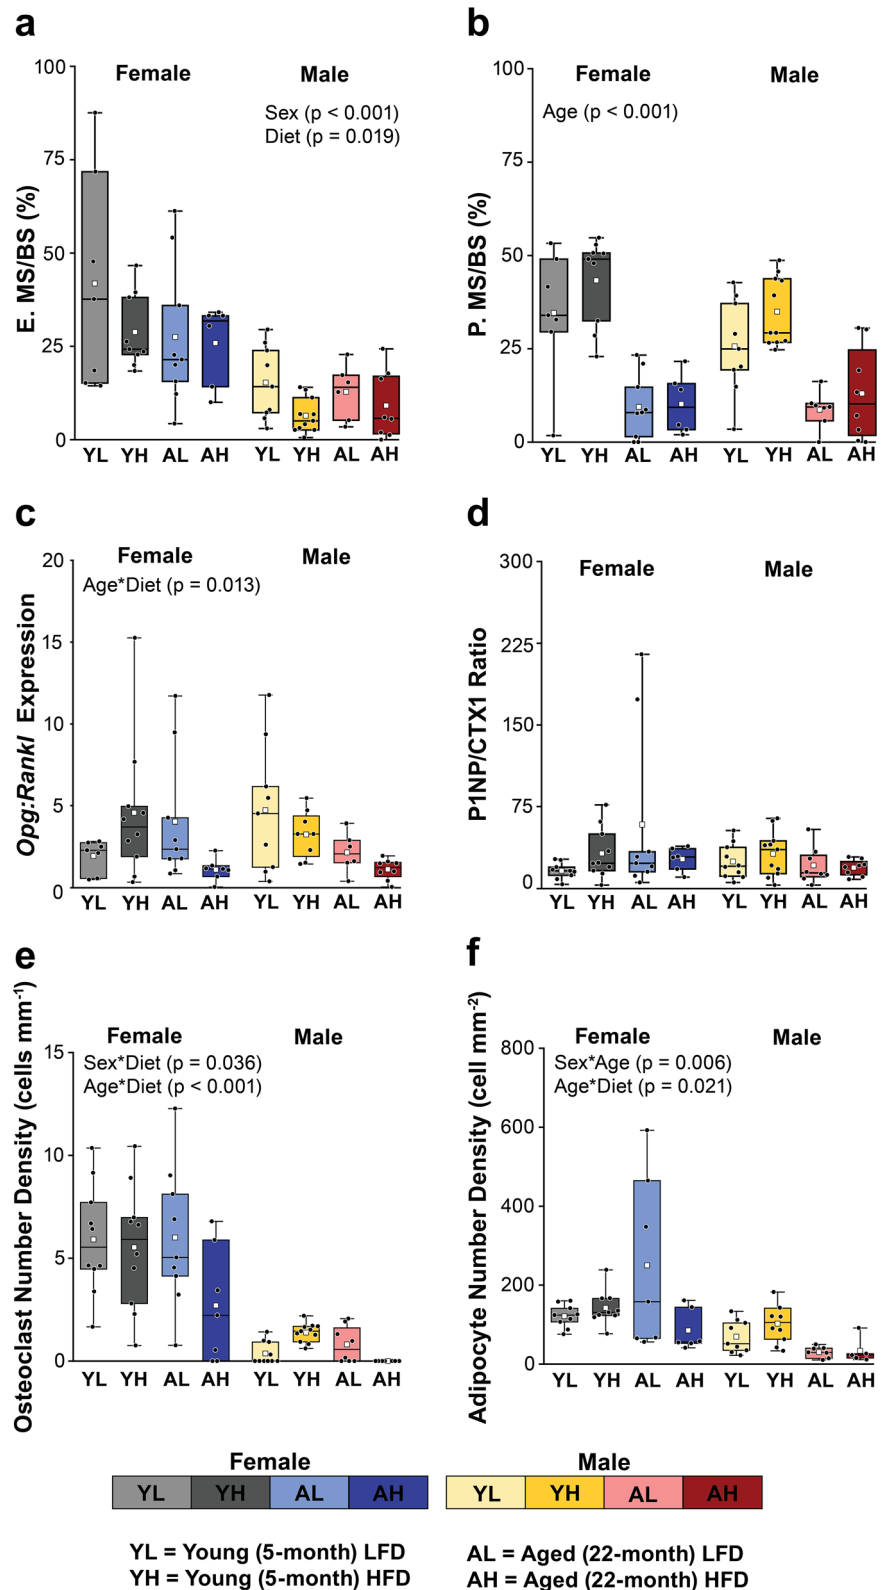 a
Female
Male
Sex (p < 0.001)
Diet (p = 0.019)
E. MS/BS (%)
100
75
50
25
0
YL YH AL AH YL YH AL AH
b
Female
Male
Age (p < 0.001)
P. MS/BS (%)
100
75
50
25
0
YL YH AL AH YL YH AL AH
c
Female
Male
Age*Diet (p = 0.013)
Opg:Rankl Expression
20
15
10
5
0
YL YH AL AH YL YH AL AH
d
Female
Male
P1NP/CTX1 Ratio
300
225
150
75
0
YL YH AL AH YL YH AL AH
e
Female
Male
Sex*Diet (p = 0.036)
Age*Diet (p < 0.001)
Osteoclast Number Density (cells mm⁻¹)
15
10
5
0
YL YH AL AH YL YH AL AH
f
Female
Male
Sex*Age (p = 0.006)
Age*Diet (p = 0.021)
Adipocyte Number Density (cell mm⁻²)
800
600
400
200
0
YL YH AL AH YL YH AL AH
Female
Male
YL YH AL AH YL YH AL AH
YL = Young (5-month) LFD
YH = Young (5-month) HFD
AL = Aged (22-month) LFD
AH = Aged (22-month) HFD